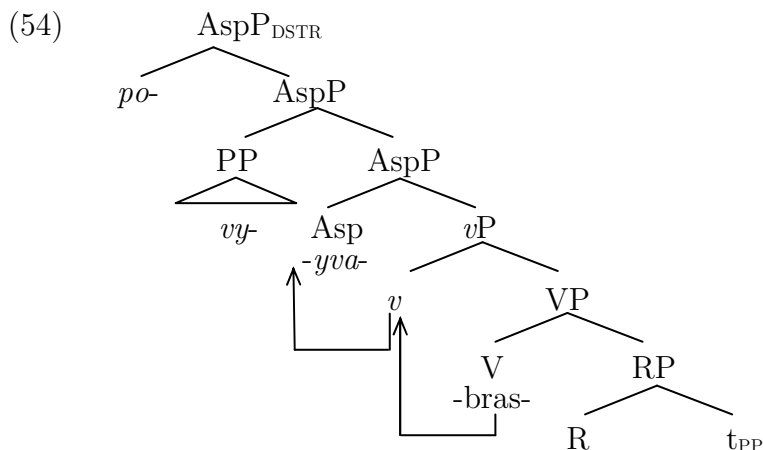 (54)
AspP_DSTR
po-
AspP
PP
AspP
vy-
Asp
vP
-yva-
v
VP
V
RP
-bras-
R
t_PP